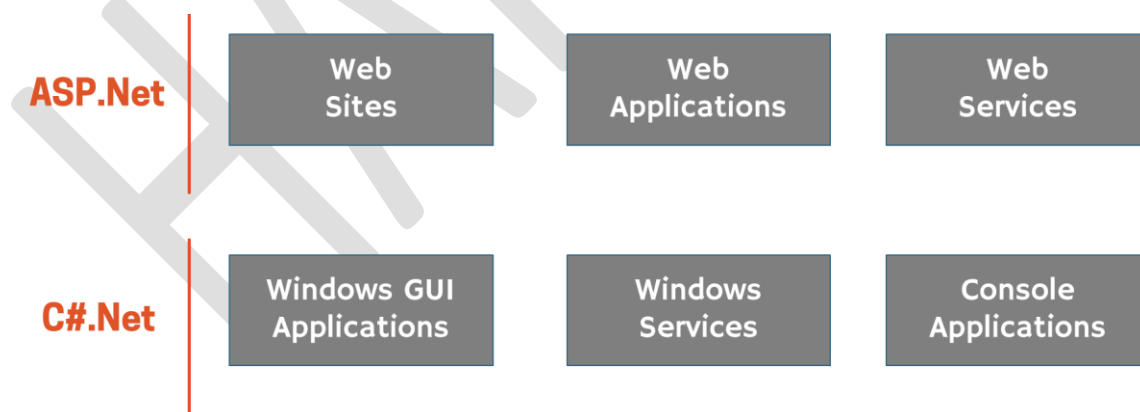 ASP.Net
Web
Sites
Web
Applications
Web
Services
C#.Net
Windows GUI
Applications
Windows
Services
Console
Applications